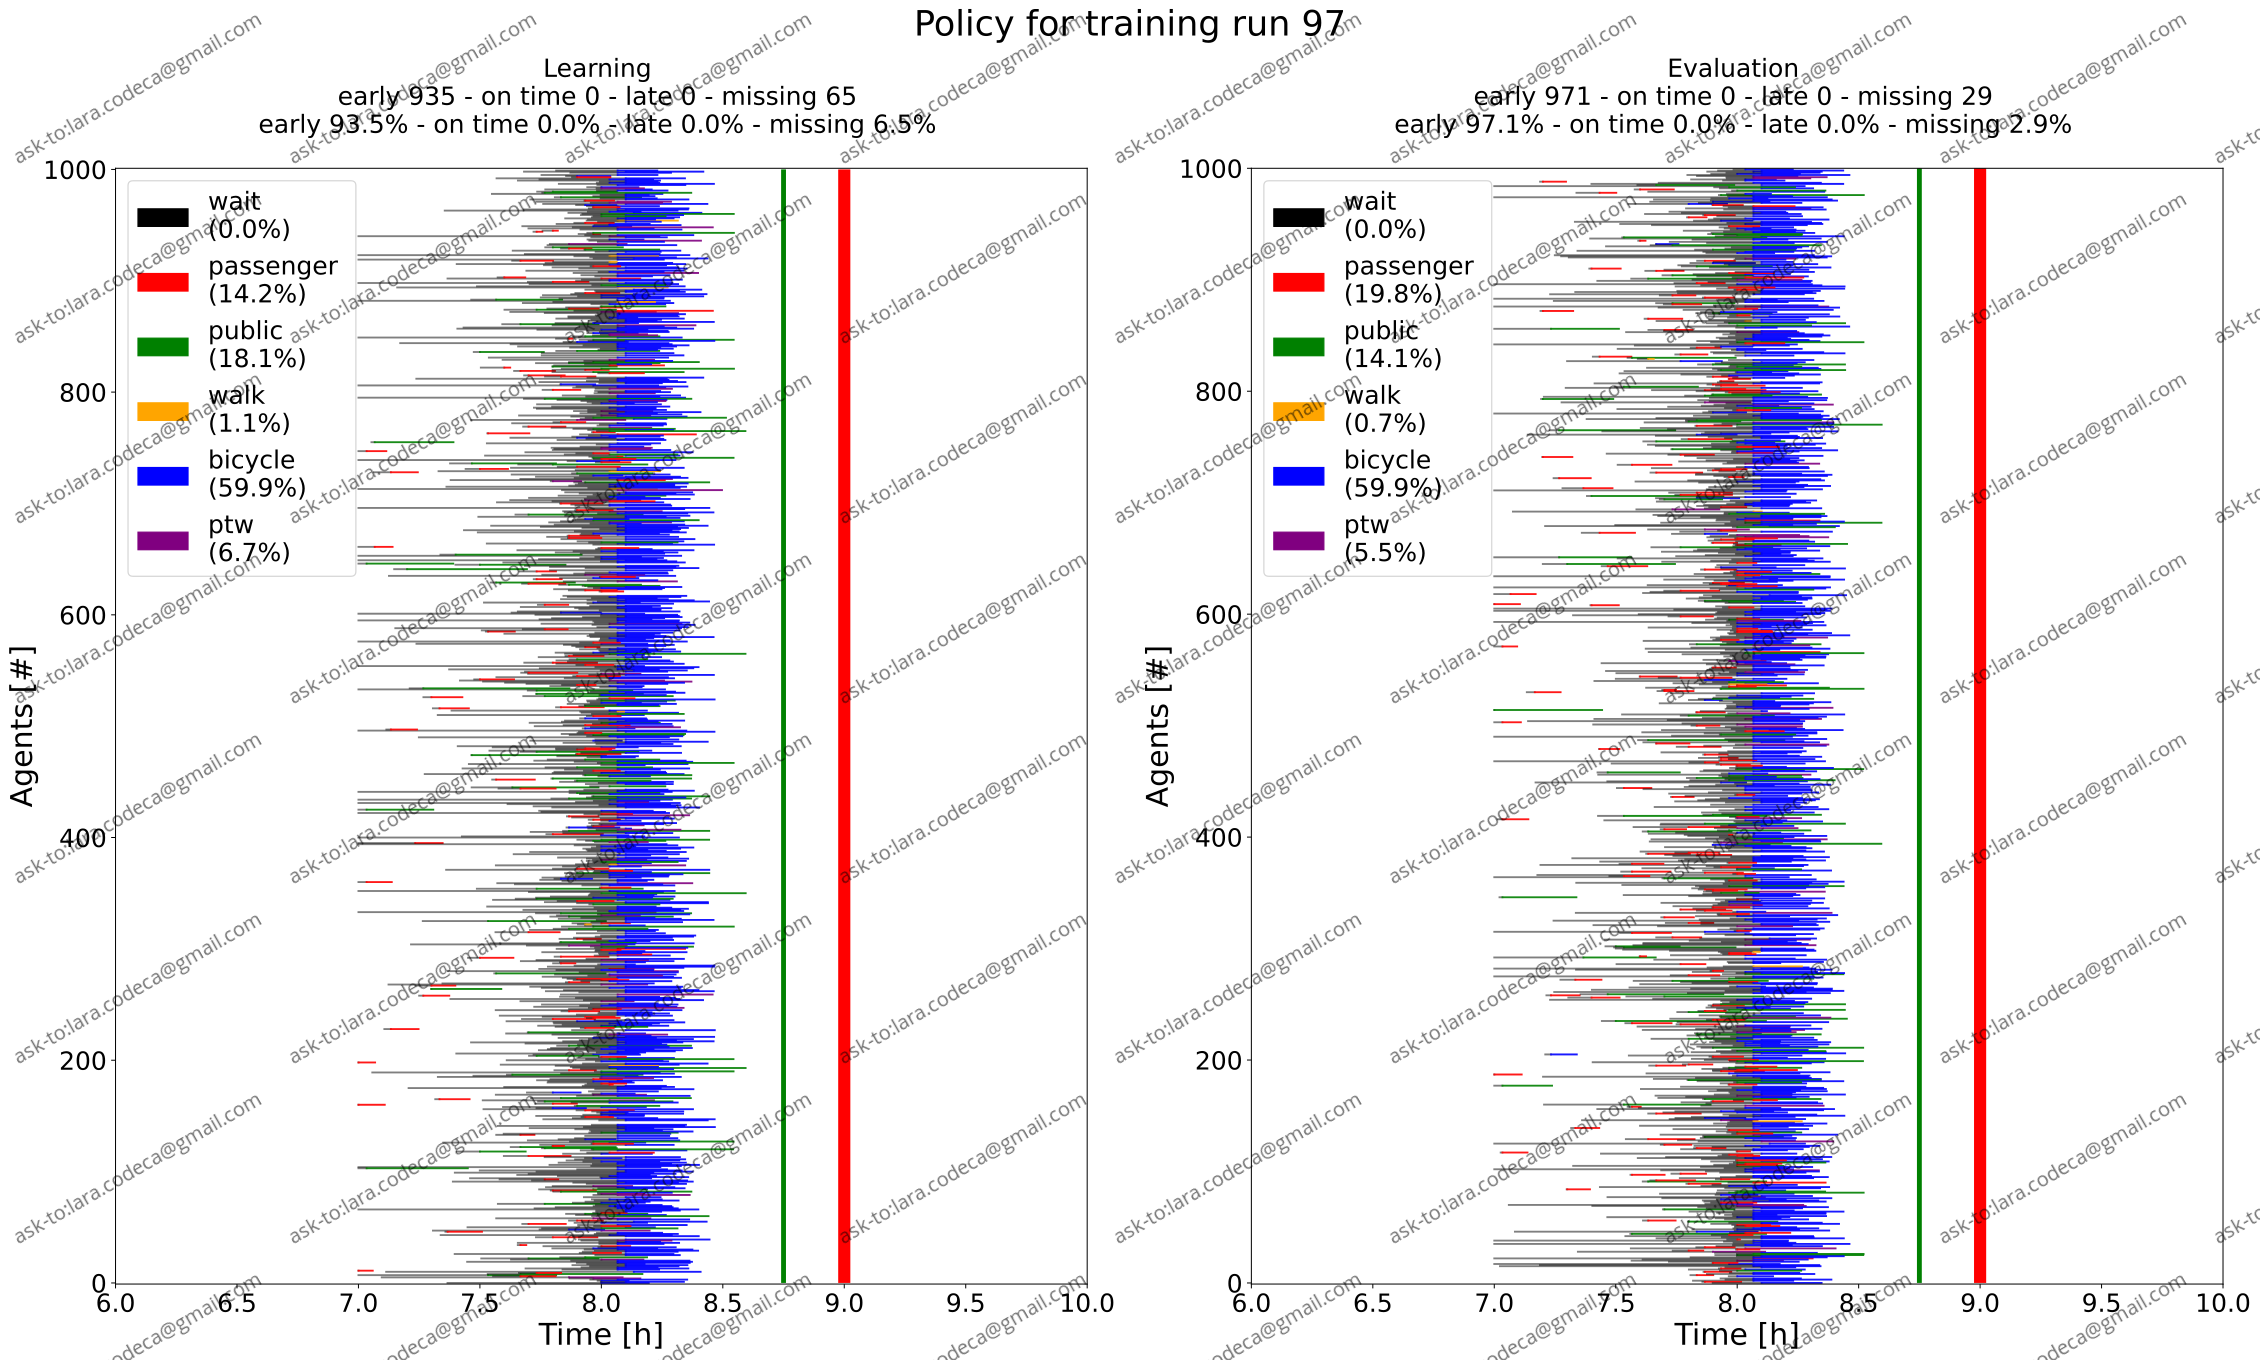 Policy for training run 97
Learning
early 935 - on time 0 - late 0 - missing 65
early 93.5% - on time 0.0% - late 0.0% - missing 6.5%
1000
800
600
400
200
0
Agents [#]
wait
(0.0%)
passenger
(14.2%)
public
(18.1%)
walk
(1.1%)
bicycle
(59.9%)
ptw
(6.7%)
6.0 6.5 7.0 7.5 8.0 8.5 9.0 9.5 10.0
Time [h]
Evaluation
early 971 - on time 0 - late 0 - missing 29
early 97.1% - on time 0.0% - late 0.0% - missing 2.9%
1000
800
600
400
200
0
Agents [#]
wait
(0.0%)
passenger
(19.8%)
public
(14.1%)
walk
(0.7%)
bicycle
(59.9%)
ptw
(5.5%)
6.0 6.5 7.0 7.5 8.0 8.5 9.0 9.5 10.0
Time [h]
ask-to:lara.codeca@gmail.com